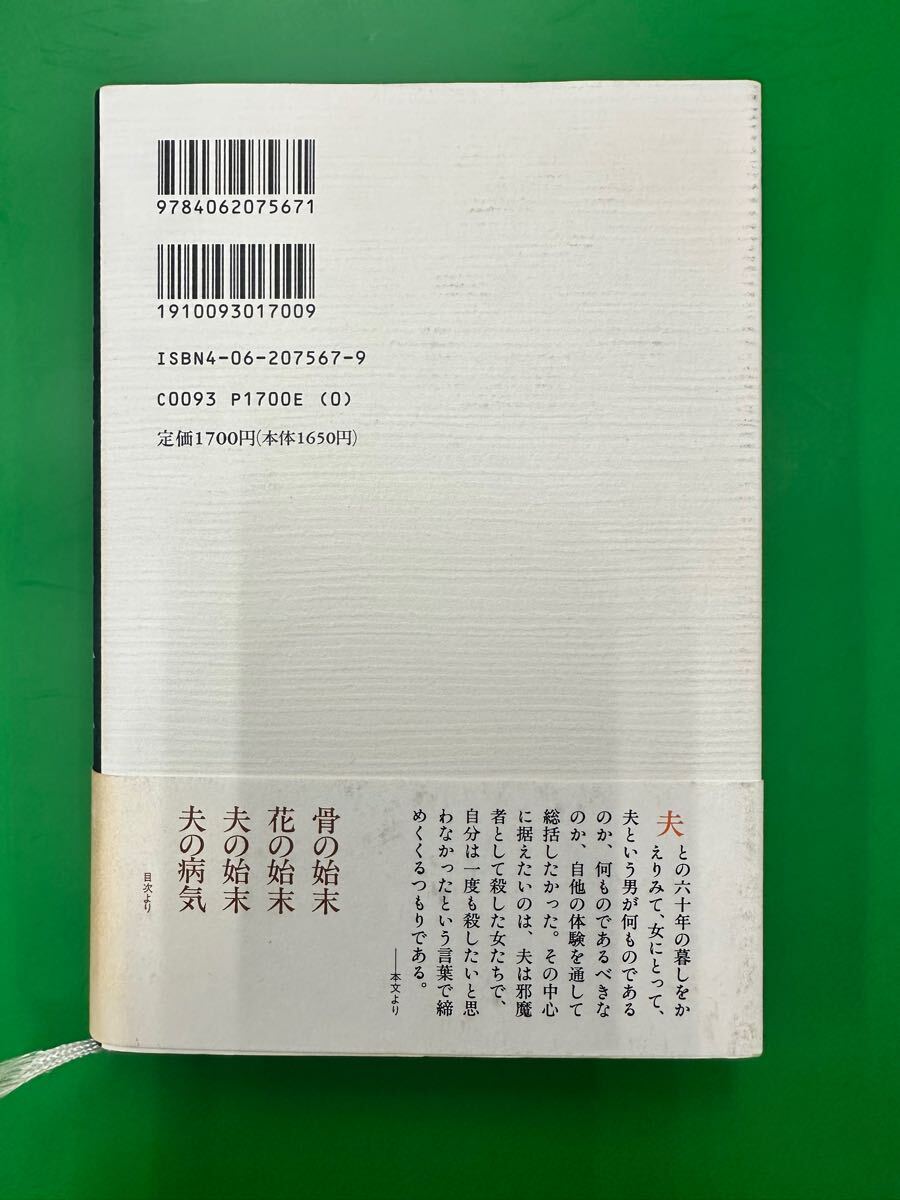 9784062075671
1910093017009
ISBN4-06-207567-9
C0093 P1700E (0)
定価1700円(本体1650円)
夫との六十年の暮しをか
えりみて、女にとって、
夫という男が何ものである
のか、何ものであるべきな
のか、自他の体験を通して
総括したかった。その中心
に据えたいのは、夫は邪魔
者として殺した女たちで、
自分は一度も殺したいと思
わなかったという言葉で締
めくくるつもりである。
——本文より
骨の始末
花の始末
夫の始末
夫の病気
目次より